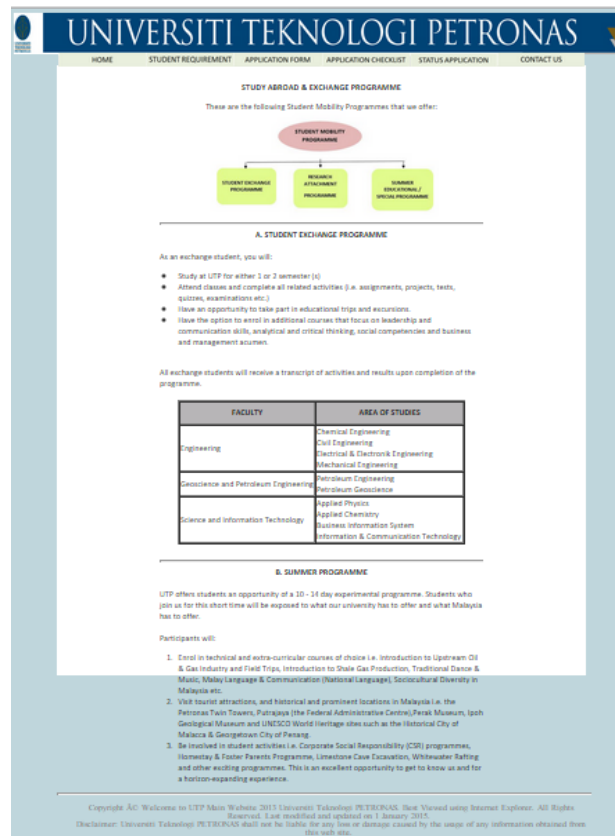 UNIVERSITI TEKNOLOGI PETRONAS
HOME STUDENT REQUIREMENT APPLICATION FORM APPLICATION CHECKLIST STATUS APPLICATION CONTACT US
STUDY ABROAD & EXCHANGE PROGRAMME
These are the following Student Mobility Programmes that we offer:
STUDENT MOBILITY
PROGRAMME
STUDENT EXCHANGE
PROGRAMME
RESEARCH
ATTACHMENT
PROGRAMME
SUMMER
EDUCATIONAL/
SPECIAL PROGRAMME
A. STUDENT EXCHANGE PROGRAMME
As an exchange student, you will:
Study at UTP for either 1 or 2 semester (s)
Attend classes and complete all related activities (i.e. assignments, projects, tests,
quizzes, examinations etc.)
Have an option to take part in educational trips and excursions.
Have the option to enrol in additional courses that focus on leadership and
communication skills, analytical and critical thinking, social competencies and business
and management acumen.
All exchange students will receive a transcript of activities and results upon completion of the
programme.
FACULTY AREA OF STUDIES
Engineering
Chemical Engineering
Civil Engineering
Electrical & Electronik Engineering
Mechanical Engineering
Geoscience and Petroleum Engineering
Petroleum Engineering
Petroleum Geoscience
Science and Information Technology
Applied Physics
Applied Chemistry
Business Information System
Information & Communication Technology
B. SUMMER PROGRAMME
UTP offers students an opportunity of a 10 - 14 day experimental programme. Students who
join us for this short time will be exposed to what our university has to offer and what Malaysia
has to offer.
Participants will:
1. Enrol in technical and extra-curricular courses of choice i.e. Introduction to Upstream Oil
& Gas Industry and Field Trips, Introduction to Shale Gas Production, Traditional Dance &
Music, Malay Language & Communication (National Language), Sociocultural Diversity in
Malaysia etc.
2. Visit tourist attractions, and historical and prominent locations in Malaysia i.e. the
Petronas Twin Towers, Putrajaya (the Federal Administrative Centre),Perak Museum, Ipoh
Geological Museum and UNESCO World Heritage sites such as the Historical City of
Malacca & Georgetown City of Penang.
3. Be involved in student activities i.e. Corporate Social Responsibility (CSR) programmes,
Homestay & Foster Parents Programme, Limestone Cave Excavation, Whitewater Rafting
and other exciting programmes. This is an excellent opportunity to get to know us and for
a horizon-expanding experience.
Copyright Â© Welcome to UTP Main Website 2013 Universiti Teknologi PETRONAS. Best Viewed using Internet Explorer. All Rights
Reserved. Last modified and updated on 1 January 2015.
Disclaimer: Universiti Teknologi PETRONAS shall not be liable for any loss or damage caused by the usage of any information obtained from
this web site.